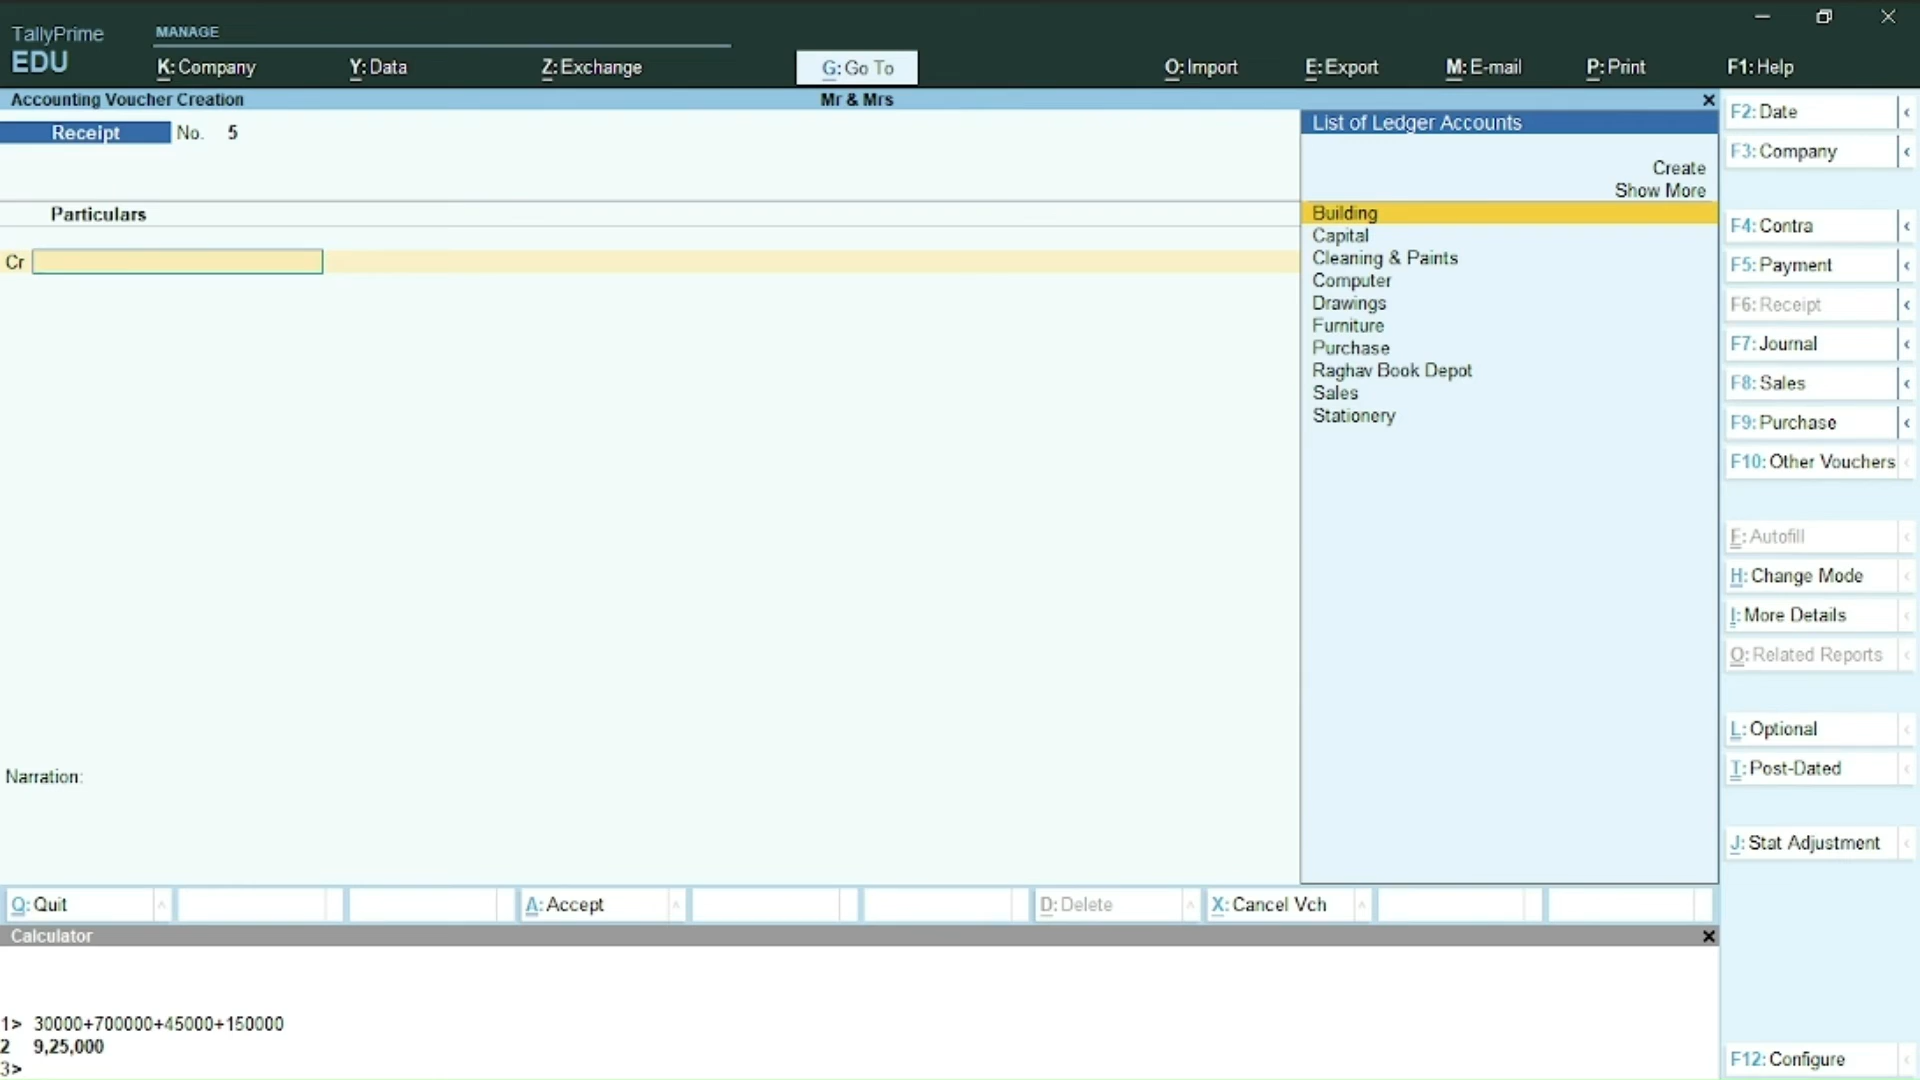 TallyPrime
EDU
MANAGE
K: Company
Y: Data
Z: Exchange
G: Go To
O: Import
E: Export
M: E-mail
P: Print
F1: Help
Accounting Voucher Creation
Mr & Mrs
Receipt No. 5
Particulars
Cr
Narration:
List of Ledger Accounts
Create
Show More
Building
Capital
Cleaning & Paints
Computer
Drawings
Furniture
Purchase
Raghav Book Depot
Sales
Stationery
F2: Date
F3: Company
F4: Contra
F5: Payment
F6: Receipt
F7: Journal
F8: Sales
F9: Purchase
F10: Other Vouchers
F: Autofill
H: Change Mode
I: More Details
O: Related Reports
L: Optional
T: Post-Dated
J: Stat Adjustment
F12: Configure
Q: Quit
A: Accept
D: Delete
X: Cancel Vch
Calculator
1> 30000+700000+45000+150000
2 9,25,000
3>